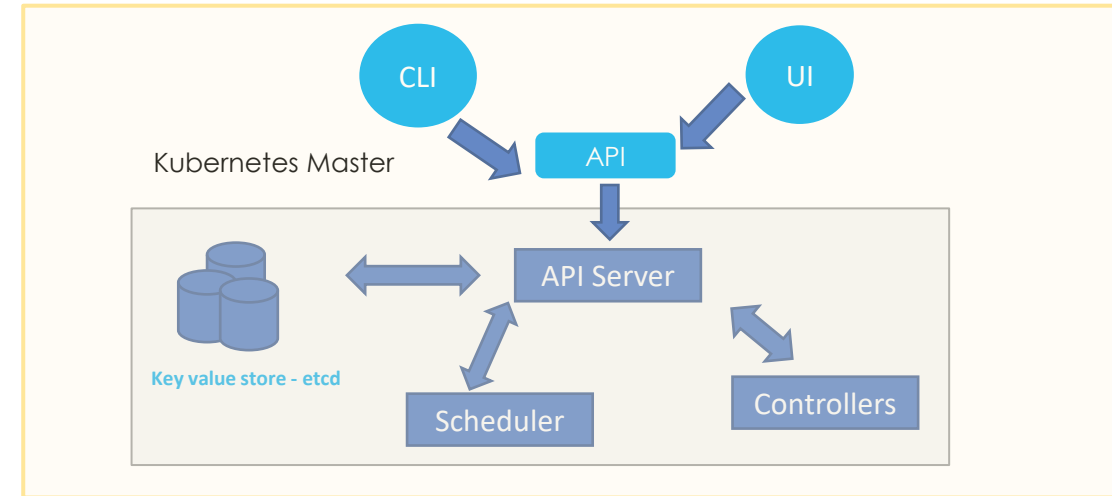 CLI
UI
API
Kubernetes Master
API Server
Key value store - etcd
Controllers
Scheduler